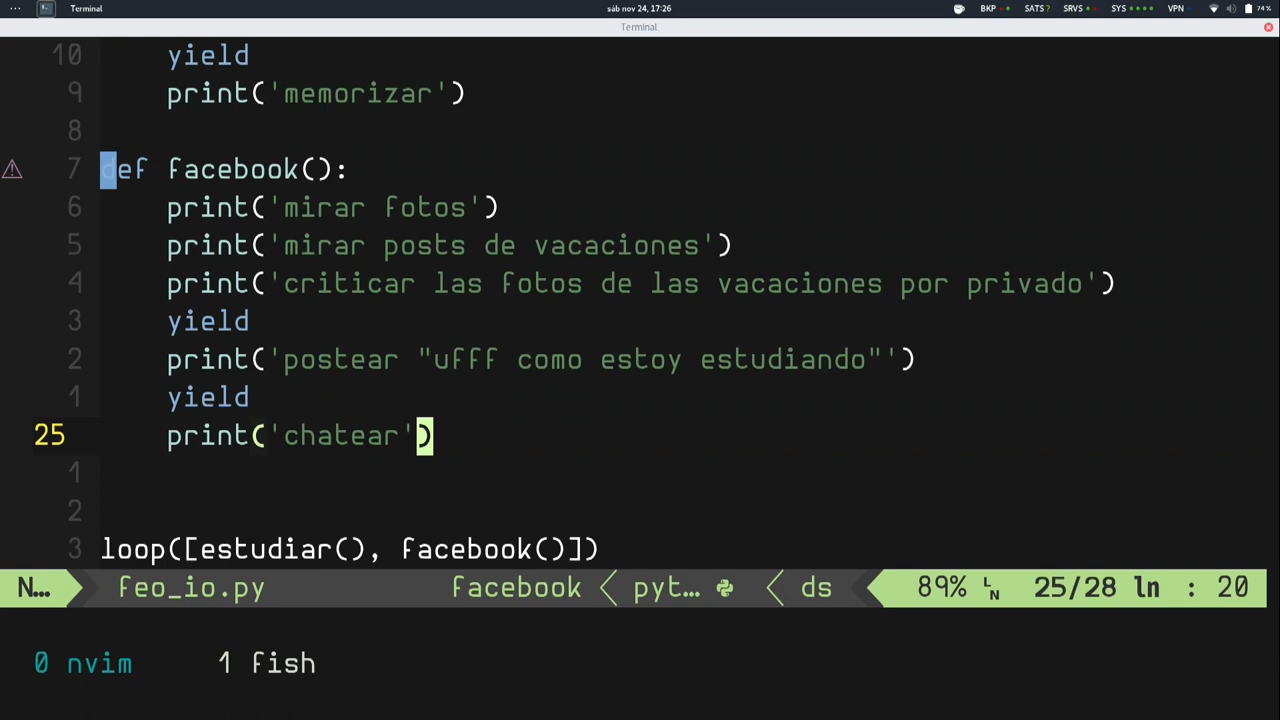 Terminal sáb nov 24, 17:26 BKP SATS ? SRVS SYS VPN 74 %
Terminal
10 yield
9 print('memorizar')
8
7 def facebook():
6 print('mirar fotos')
5 print('mirar posts de vacaciones')
4 print('criticar las fotos de las vacaciones por privado')
3 yield
2 print('postear "ufff como estoy estudiando"')
1 yield
25 print('chatear')
1
2
3 loop([estudiar(), facebook()])
N… feo_io.py facebook pyt… ds 89% LN 25/28 ln : 20
0 nvim 1 fish